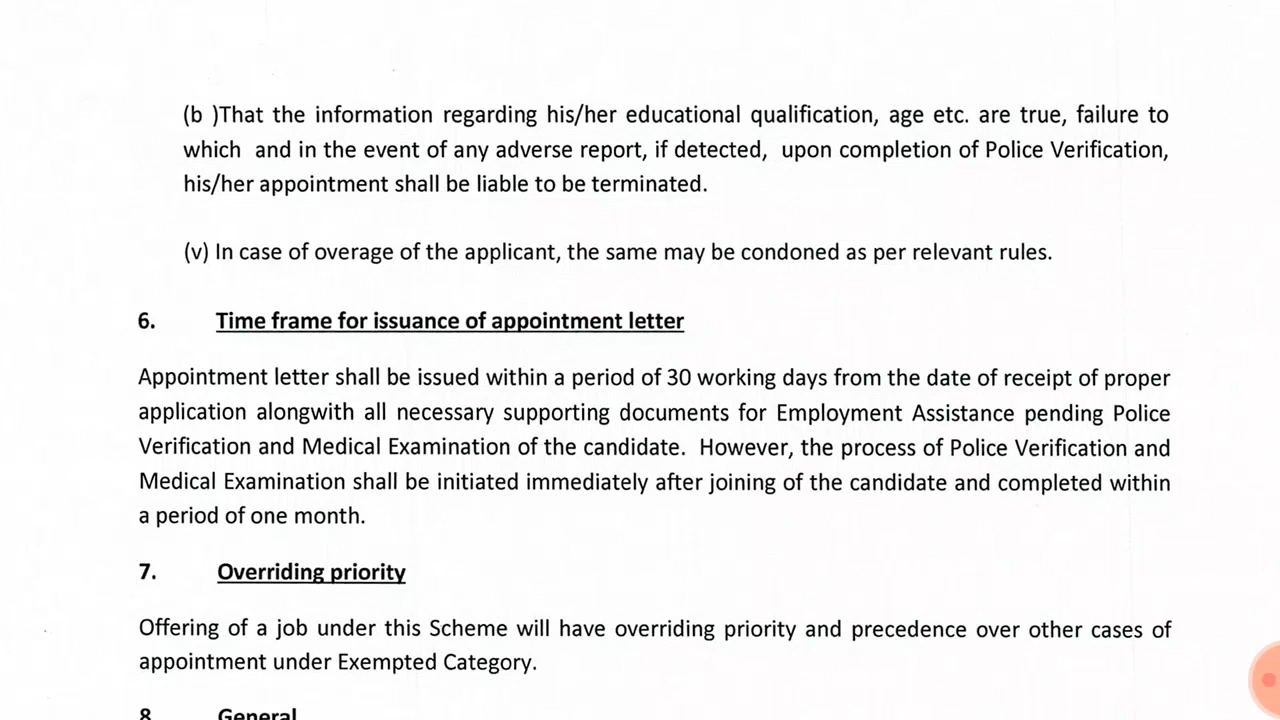 (b )That the information regarding his/her educational qualification, age etc. are true, failure to
which and in the event of any adverse report, if detected, upon completion of Police Verification,
his/her appointment shall be liable to be terminated.
(v) In case of overage of the applicant, the same may be condoned as per relevant rules.
6. Time frame for issuance of appointment letter
Appointment letter shall be issued within a period of 30 working days from the date of receipt of proper
application alongwith all necessary supporting documents for Employment Assistance pending Police
Verification and Medical Examination of the candidate. However, the process of Police Verification and
Medical Examination shall be initiated immediately after joining of the candidate and completed within
a period of one month.
7. Overriding priority
Offering of a job under this Scheme will have overriding priority and precedence over other cases of
appointment under Exempted Category.
8 General